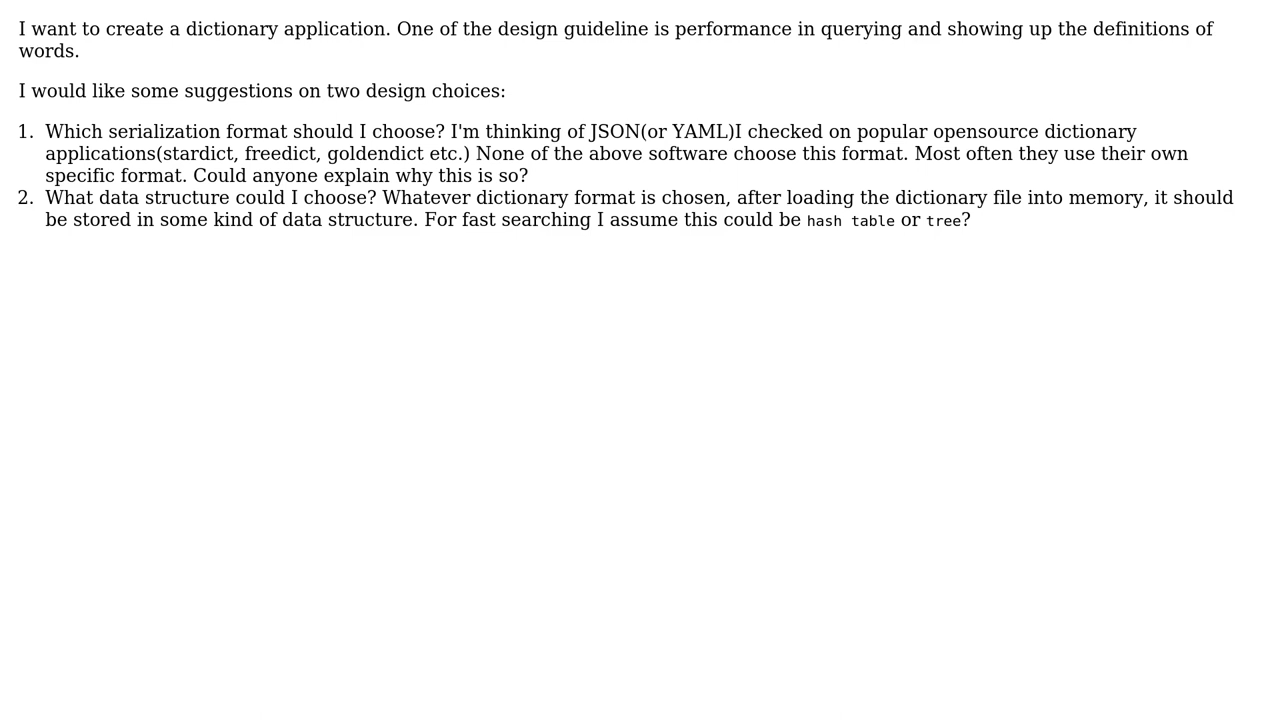 I want to create a dictionary application. One of the design guideline is performance in querying and showing up the definitions of
words.
I would like some suggestions on two design choices:
1. Which serialization format should I choose? I'm thinking of JSON(or YAML)I checked on popular opensource dictionary
applications(stardict, freedict, goldendict etc.) None of the above software choose this format. Most often they use their own
specific format. Could anyone explain why this is so?
2. What data structure could I choose? Whatever dictionary format is chosen, after loading the dictionary file into memory, it should
be stored in some kind of data structure. For fast searching I assume this could be hash table or tree?